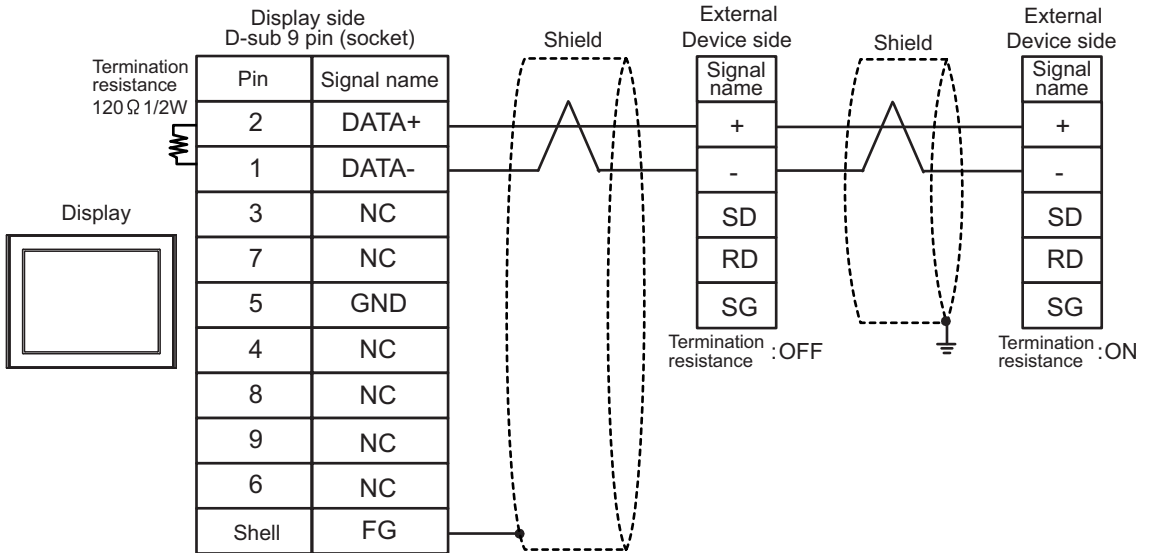 Display side
D-sub 9 pin (socket)
Shield
External
Device side
Shield
External
Device side
Termination
resistance
120Ω 1/2W
Pin
Signal name
Signal
name
Signal
name
2
DATA+
+
+
1
DATA-
-
-
Display
3
NC
SD
SD
7
NC
RD
RD
5
GND
SG
SG
4
NC
Termination
resistance :OFF
Termination
resistance :ON
8
NC
9
NC
6
NC
Shell
FG